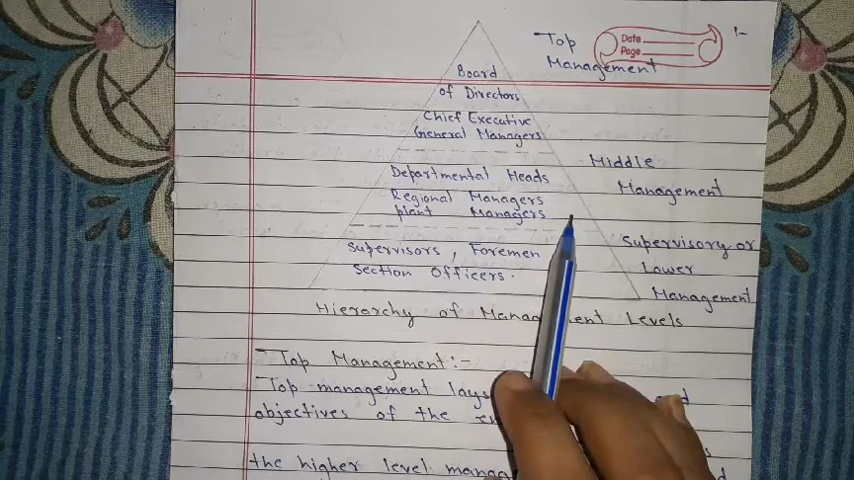 Date
Page
:-
Top
Management
Board
of Directors
Chief Executive
General Managers
Departmental Heads
Middle
Management
Regional Managers
plant Managers
Supervisory or
Lower
Management
Supervisors, Foremen
Section Officers.
Hierarchy of Management Levels
Top Management:-
Top management lays
objectives of the
the higher level